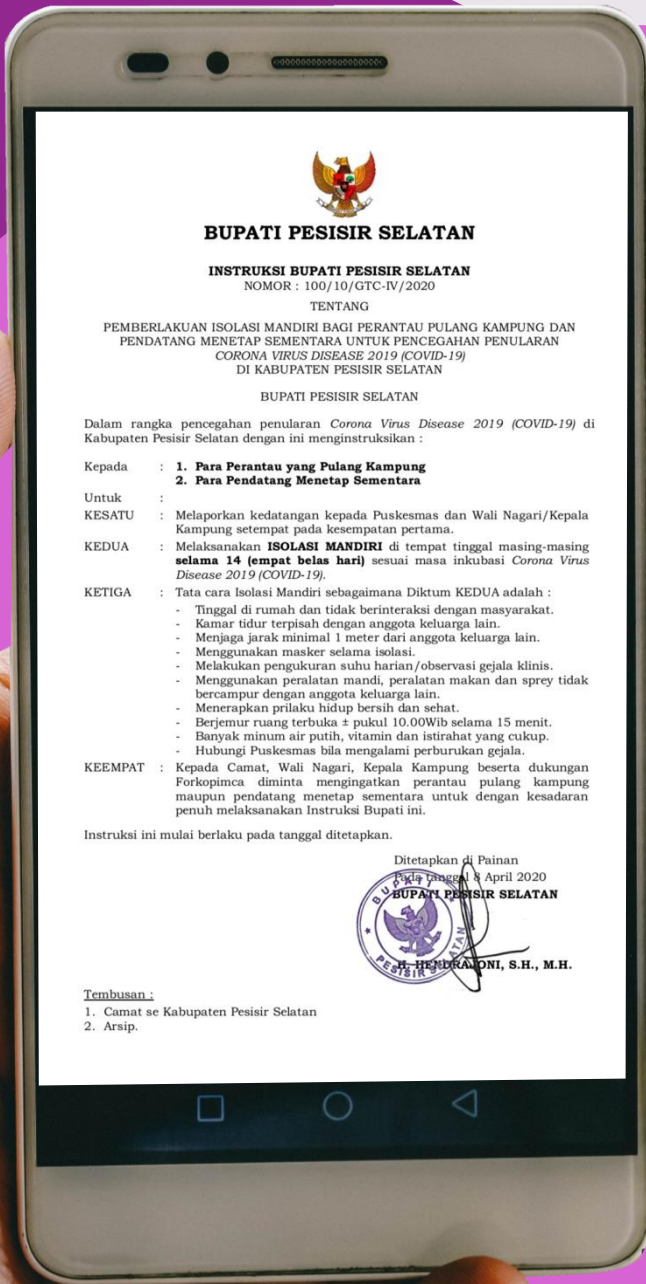 BUPATI PESISIR SELATAN
INSTRUKSI BUPATI PESISIR SELATAN
NOMOR : 100/10/GTC-IV/2020
TENTANG
PEMBERLAKUAN ISOLASI MANDIRI BAGI PERANTAU PULANG KAMPUNG DAN
PENDATANG MENETAP SEMENTARA UNTUK PENCEGAHAN PENULARAN
CORONA VIRUS DISEASE 2019 (COVID-19)
DI KABUPATEN PESISIR SELATAN
BUPATI PESISIR SELATAN
Dalam rangka pencegahan penularan Corona Virus Disease 2019 (COVID-19) di
Kabupaten Pesisir Selatan dengan ini menginstruksikan :
Kepada : 1. Para Perantau yang Pulang Kampung
2. Para Pendatang Menetap Sementara
Untuk :
KESATU : Melaporkan kedatangan kepada Puskesmas dan Wali Nagari/Kepala
Kampung setempat pada kesempatan pertama.
KEDUA : Melaksanakan ISOLASI MANDIRI di tempat tinggal masing-masing
selama 14 (empat belas hari) sesuai masa inkubasi Corona Virus
Disease 2019 (COVID-19).
KETIGA : Tata cara Isolasi Mandiri sebagaimana Diktum KEDUA adalah :
- Tinggal di rumah dan tidak berinteraksi dengan masyarakat.
- Kamar tidur terpisah dengan anggota keluarga lain.
- Menjaga jarak minimal 1 meter dari anggota keluarga lain.
- Menggunakan masker selama isolasi.
- Melakukan pengukuran suhu harian/observasi gejala klinis.
- Menggunakan peralatan mandi, peralatan makan dan sprey tidak
bercampur dengan anggota keluarga lain.
- Menerapkan prilaku hidup bersih dan sehat.
- Berjemur ruang terbuka ± pukul 10.00Wib selama 15 menit.
- Banyak minum air putih, vitamin dan istirahat yang cukup.
- Hubungi Puskesmas bila mengalami perburukan gejala.
KEEMPAT : Kepada Camat, Wali Nagari, Kepala Kampung beserta dukungan
Forkopimca diminta mengingatkan perantau pulang kampung
maupun pendatang menetap sementara untuk dengan kesadaran
penuh melaksanakan Instruksi Bupati ini.
Instruksi ini mulai berlaku pada tanggal ditetapkan.
Ditetapkan di Painan
Pada tanggal 8 April 2020
BUPATI PESISIR SELATAN
BUPATI
PESISIR SELATAN
H. HENDRAJONI, S.H., M.H.
Tembusan :
1. Camat se Kabupaten Pesisir Selatan
2. Arsip.